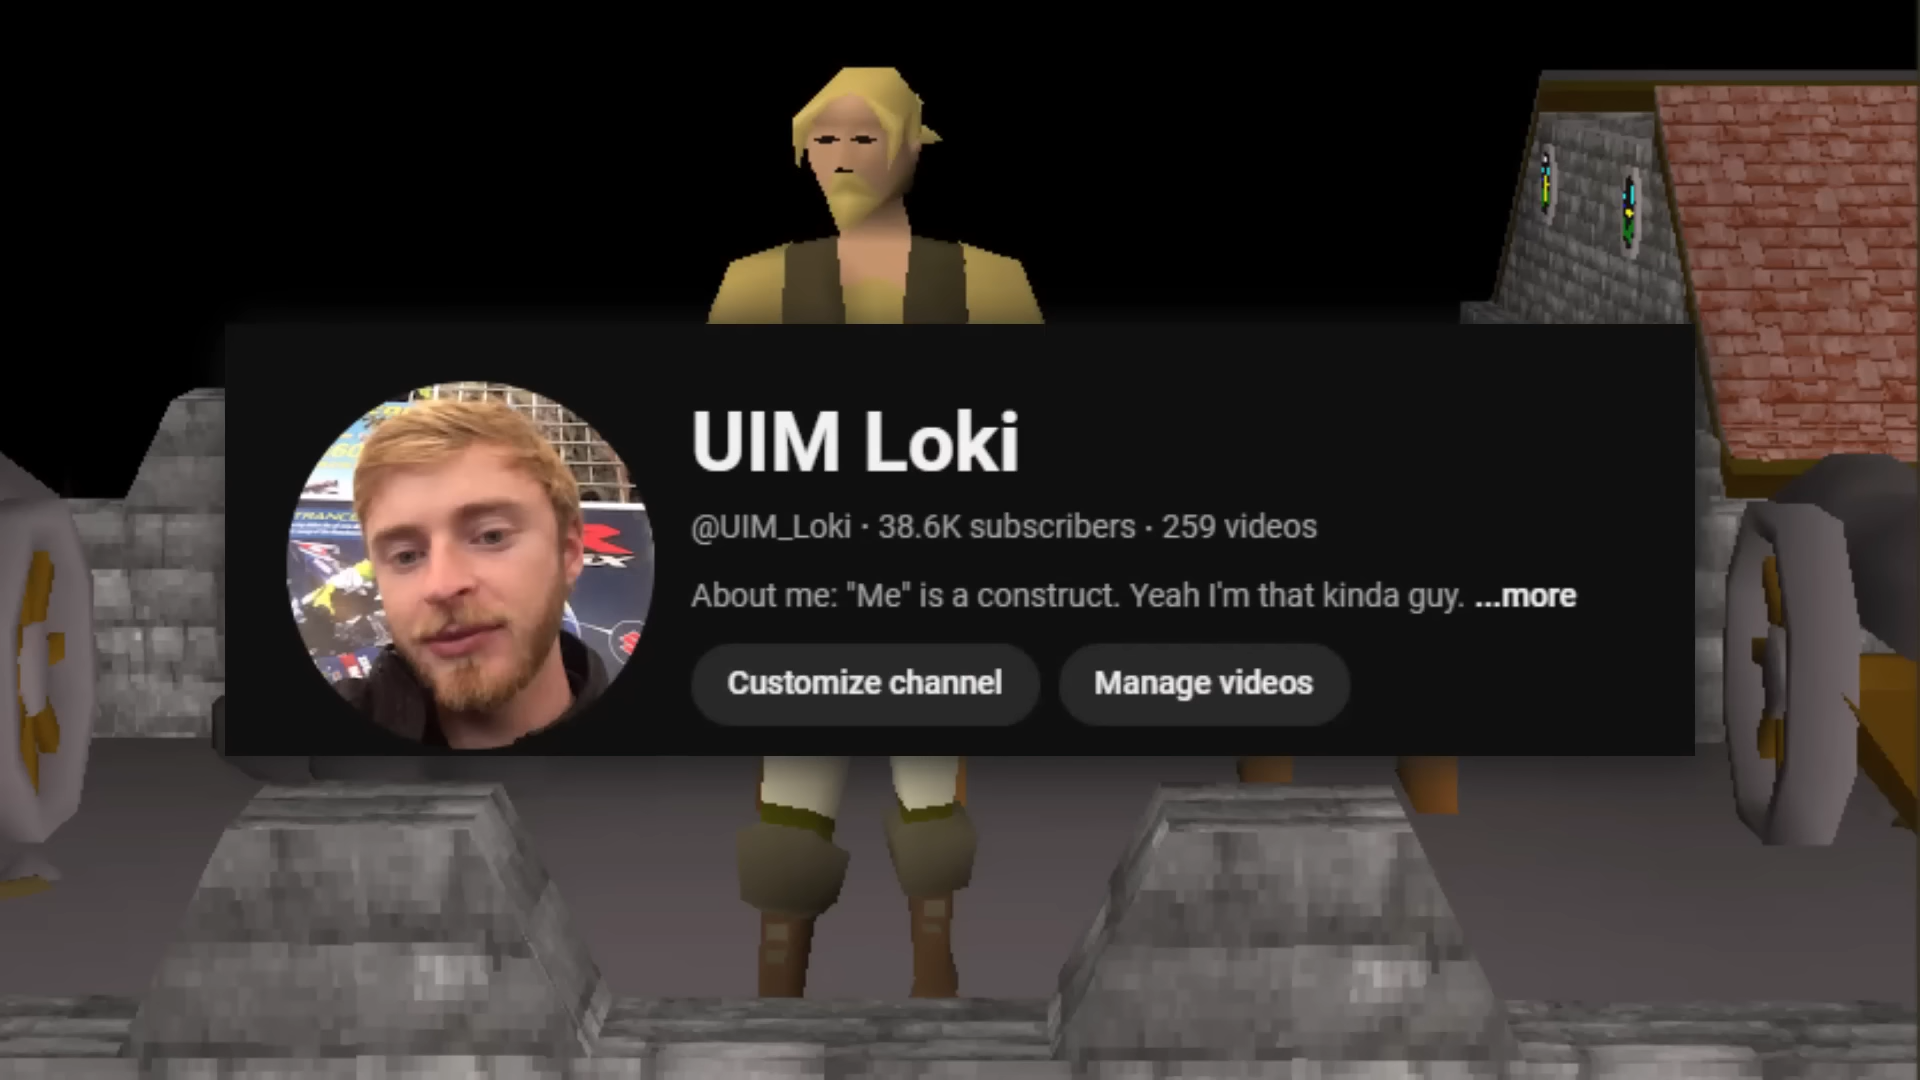 UIM Loki
@UIM_Loki · 38.6K subscribers · 259 videos
About me: "Me" is a construct. Yeah I'm that kinda guy. ...more
Customize channel
Manage videos